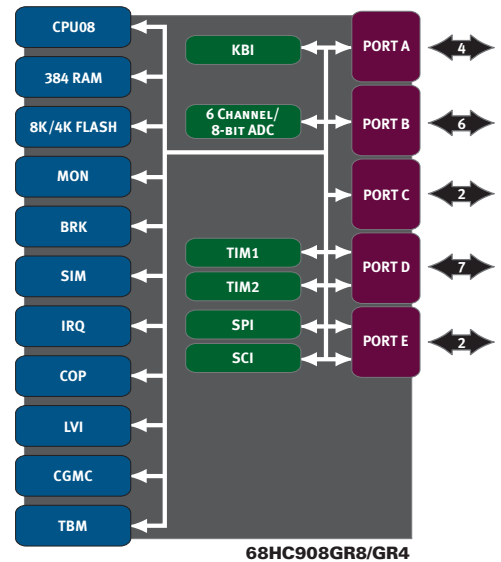 CPU08
384 RAM
8K/4K FLASH
MON
BRK
SIM
IRQ
COP
LVI
CGMC
TBM
KBI
6 CHANNEL/
8-BIT ADC
TIM1
TIM2
SPI
SCI
PORT A
PORT B
PORT C
PORT D
PORT E
4
6
2
7
2
68HC908GR8/GR4